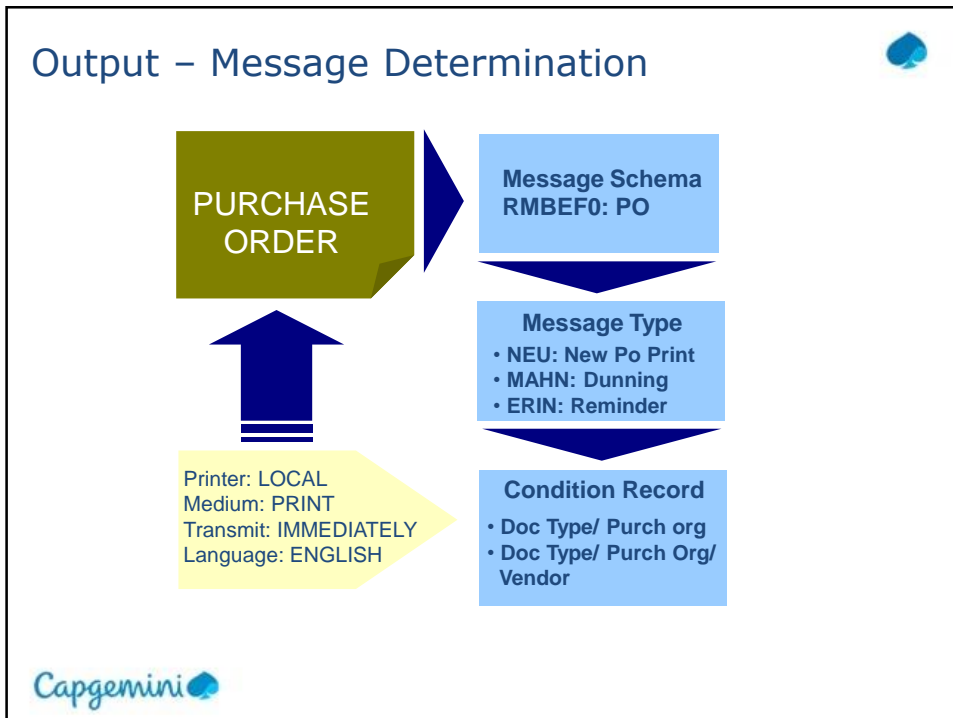 Output – Message Determination
PURCHASE
ORDER
Message Schema
RMBEF0: PO
Message Type
• NEU: New Po Print
• MAHN: Dunning
• ERIN: Reminder
Condition Record
• Doc Type/ Purch org
• Doc Type/ Purch Org/
Vendor
Printer: LOCAL
Medium: PRINT
Transmit: IMMEDIATELY
Language: ENGLISH
Capgemini